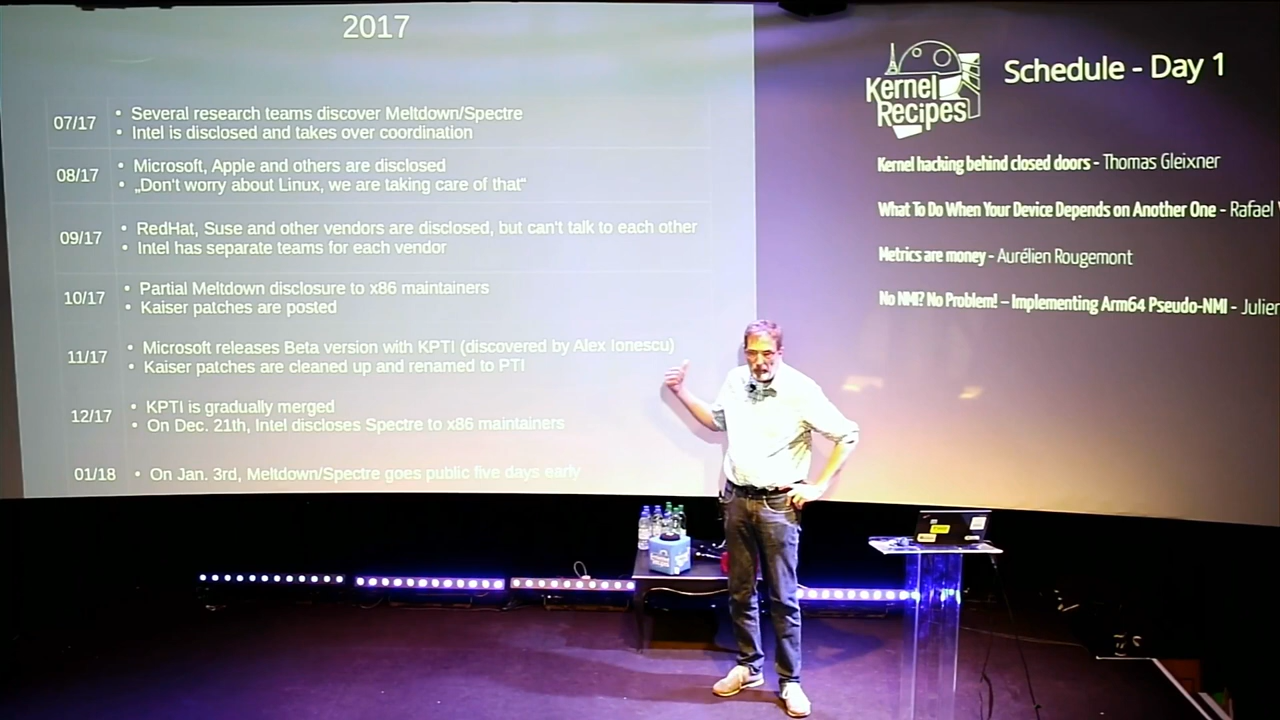 2017
07/17
• Several research teams discover Meltdown/Spectre
• Intel is disclosed and takes over coordination
08/17
• Microsoft, Apple and others are disclosed
• „Don't worry about Linux, we are taking care of that“
09/17
• RedHat, Suse and other vendors are disclosed, but can't talk to each other
• Intel has separate teams for each vendor
10/17
• Partial Meltdown disclosure to x86 maintainers
• Kaiser patches are posted
11/17
• Microsoft releases Beta version with KPTI (discovered by Alex Ionescu)
• Kaiser patches are cleaned up and renamed to PTI
12/17
• KPTI is gradually merged
• On Dec. 21th, Intel discloses Spectre to x86 maintainers
01/18
• On Jan. 3rd, Meltdown/Spectre goes public five days early
Kernel
Recipes
Schedule - Day 1
Kernel hacking behind closed doors - Thomas Gleixner
What To Do When Your Device Depends on Another One - Rafael
Metrics are money - Aurélien Rougemont
No NMI? No Problem! – Implementing Arm64 Pseudo-NMI - Julien